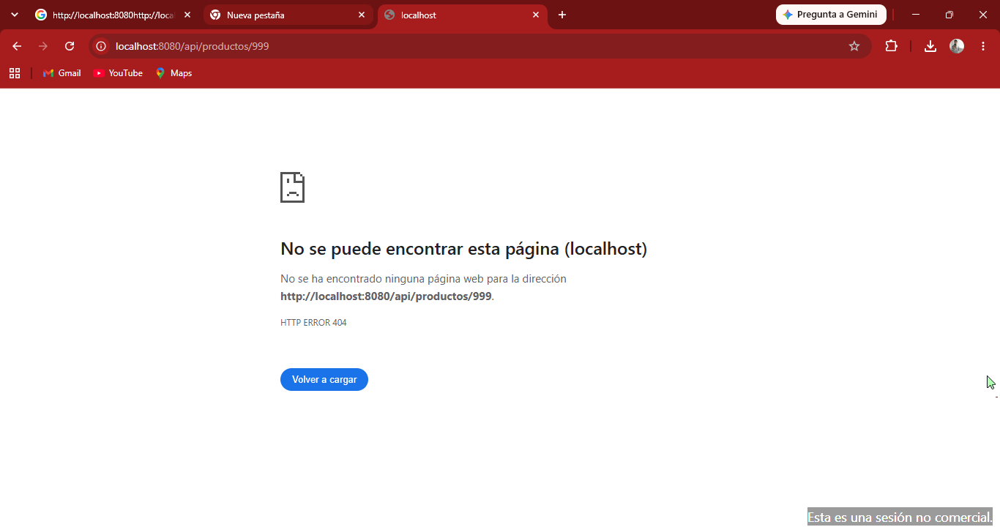 http://localhost:8080http://loca
Nueva pestaña
localhost
Pregunta a Gemini
localhost:8080/api/productos/999
Gmail
YouTube
Maps
No se puede encontrar esta página (localhost)
No se ha encontrado ninguna página web para la dirección
http://localhost:8080/api/productos/999.
HTTP ERROR 404
Volver a cargar
Esta es una sesión no comercial.